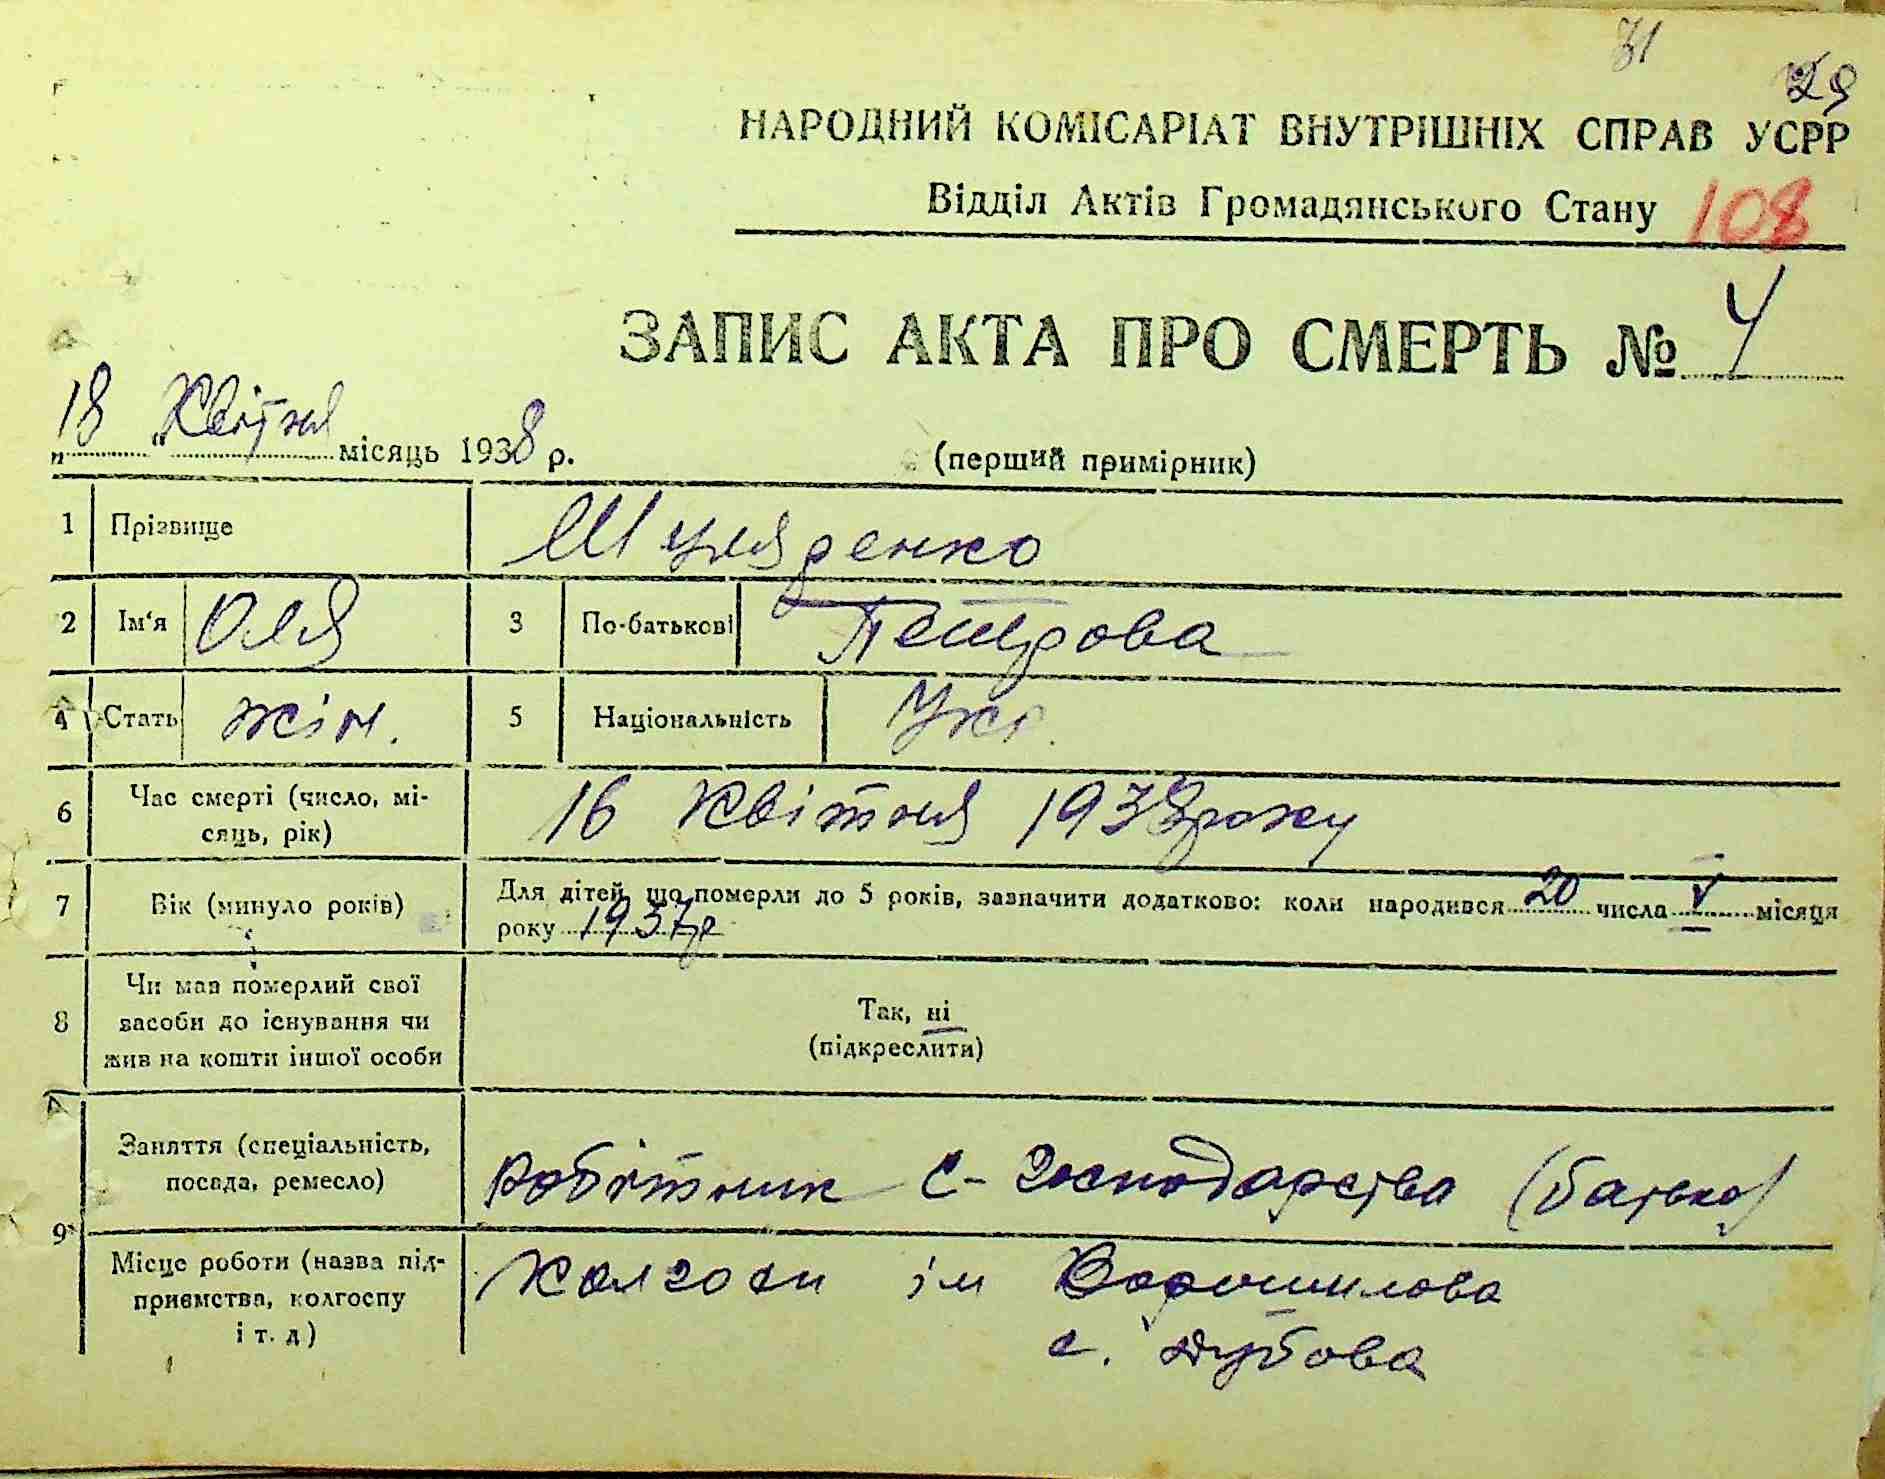 31
29
НАРОДНИЙ КОМІСАРІАТ ВНУТРІШНІХ СПРАВ УСРР
Відділ Актів Громадянського Стану 108
ЗАПИС АКТА ПРО СМЕРТЬ № 4
„18“ Квітня місяць 1938 р. (перший примірник)
1 Прізвище
2 Ім'я Оля 3 По-батькові Петрова
4 Стать жін. 5 Національність Укр.
6 Час смерті (число, мі-
сяць, рік) 16 Квітня 1938 року
7 Вік (минуло років) Для дітей, що померли до 5 років, зазначити додатково: коли народився 20 числа V місяця
року 1937 р
8 Чи мав померлий свої
засоби до існування чи
жив на кошти іншої особи
Так, ні
(підкреслити)
9 Заняття (спеціальність,
посада, ремесло) робітник С-господарства (батько)
Місце роботи (назва під-
приємства, колгоспу
і т. д)
Колгосп ім Ворошилова
с. Дубова